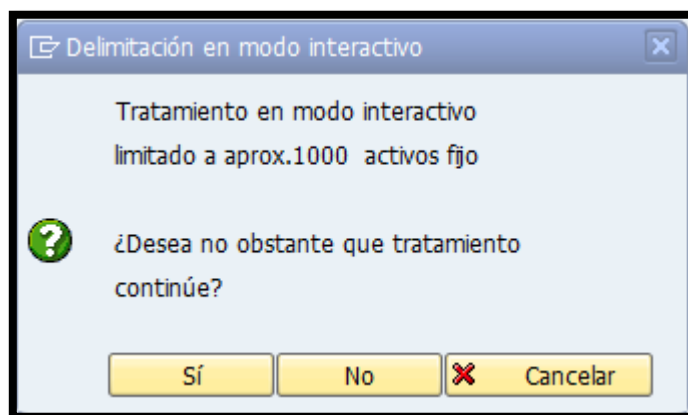 Delimitación en modo interactivo
Tratamiento en modo interactivo
limitado a aprox.1000 activos fijo
¿Desea no obstante que tratamiento
continúe?
Sí No Cancelar